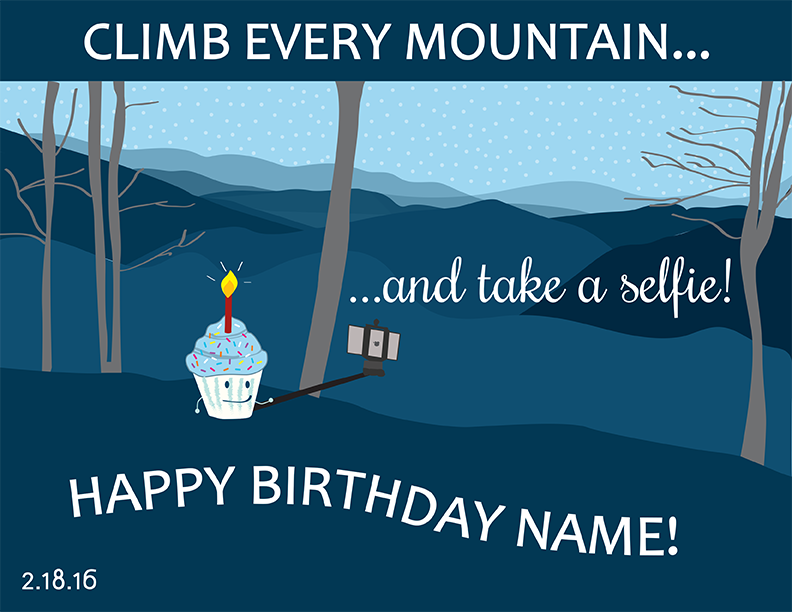 CLIMB EVERY MOUNTAIN...
...and take a selfie!
HAPPY BIRTHDAY NAME!
2.18.16